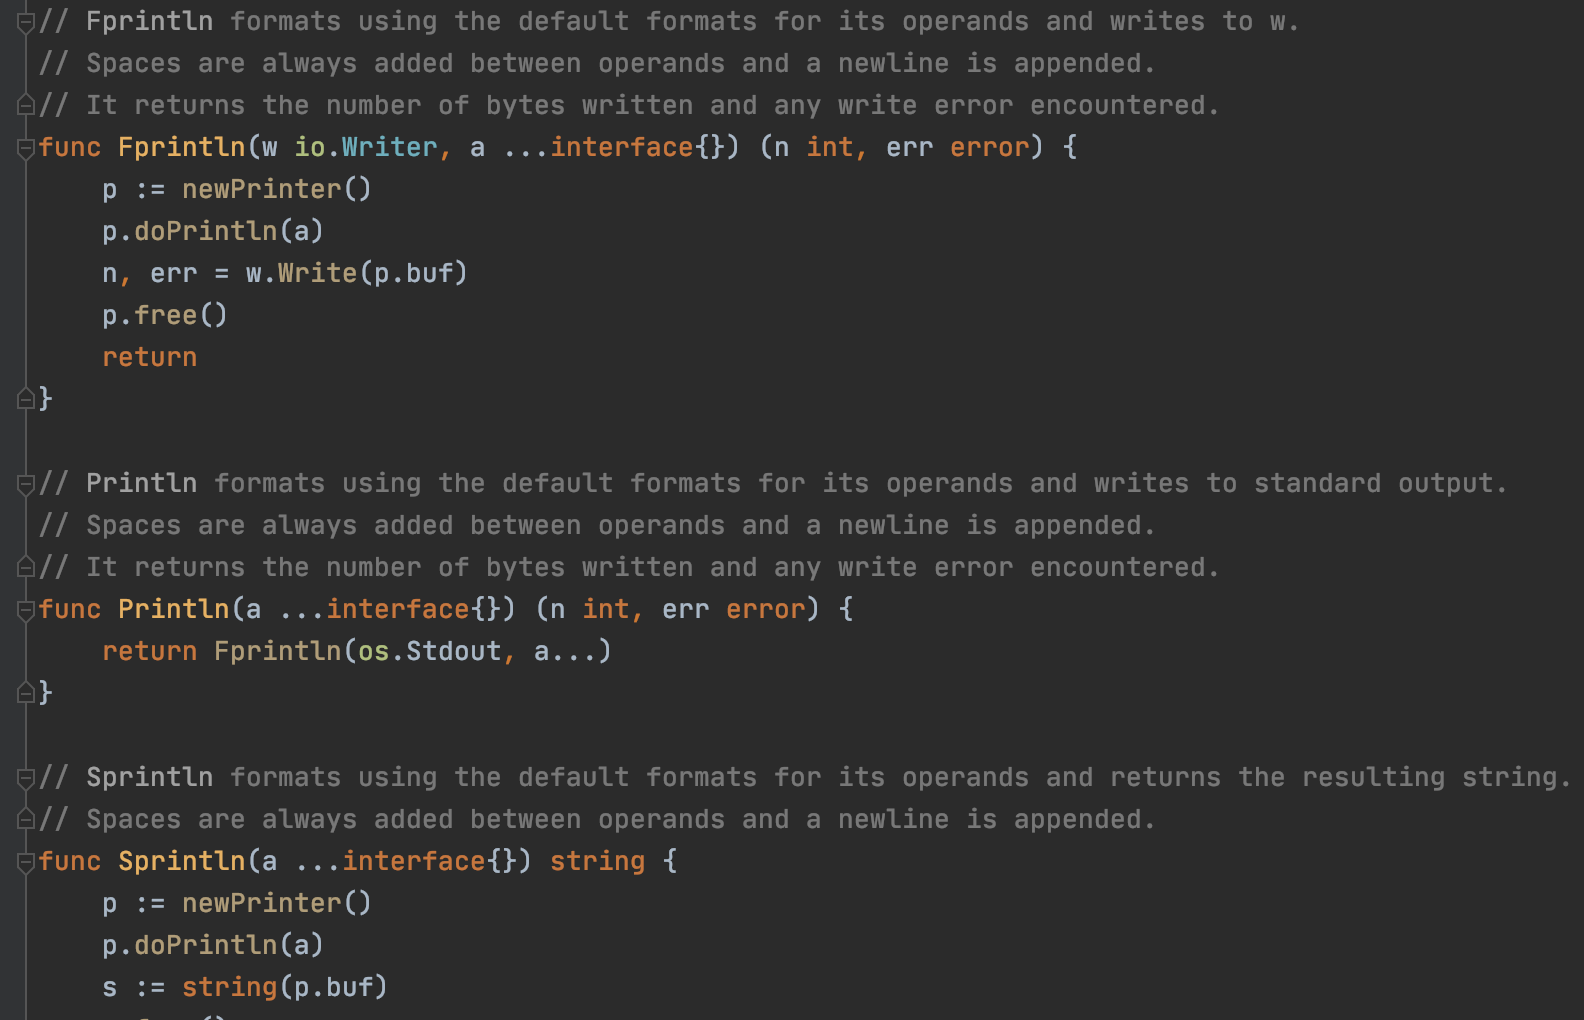 // Fprintln formats using the default formats for its operands and writes to w.
// Spaces are always added between operands and a newline is appended.
// It returns the number of bytes written and any write error encountered.
func Fprintln(w io.Writer, a ...interface{}) (n int, err error) {
    p := newPrinter()
    p.doPrintln(a)
    n, err = w.Write(p.buf)
    p.free()
    return
}

// Println formats using the default formats for its operands and writes to standard output.
// Spaces are always added between operands and a newline is appended.
// It returns the number of bytes written and any write error encountered.
func Println(a ...interface{}) (n int, err error) {
    return Fprintln(os.Stdout, a...)
}

// Sprintln formats using the default formats for its operands and returns the resulting string.
// Spaces are always added between operands and a newline is appended.
func Sprintln(a ...interface{}) string {
    p := newPrinter()
    p.doPrintln(a)
    s := string(p.buf)